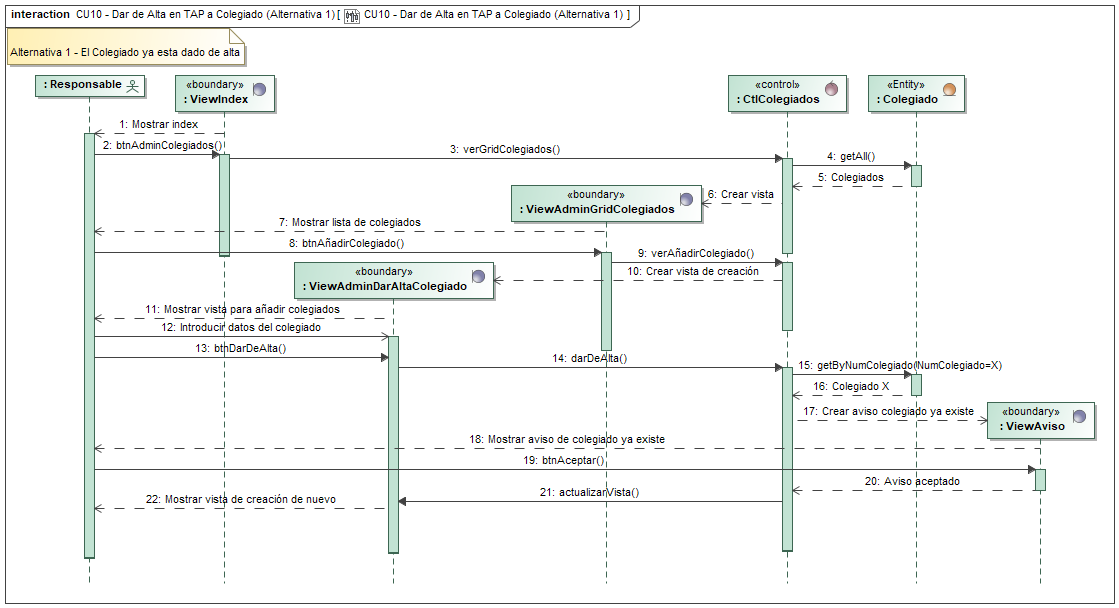 interaction CU10 - Dar de Alta en TAP a Colegiado (Alternativa 1) [ CU10 - Dar de Alta en TAP a Colegiado (Alternativa 1) ]
Alternativa 1 - El Colegiado ya esta dado de alta
: Responsable
«boundary»
: ViewIndex
«control»
: CtlColegiados
«Entity»
: Colegiado
1: Mostrar index
2: btnAdminColegiados()
3: verGridColegiados()
4: getAll()
5: Colegiados
6: Crear vista
«boundary»
: ViewAdminGridColegiados
7: Mostrar lista de colegiados
8: btnAñadirColegiado()
9: verAñadirColegiado()
10: Crear vista de creación
«boundary»
: ViewAdminDarAltaColegiado
11: Mostrar vista para añadir colegiados
12: Introducir datos del colegiado
13: btnDarDeAlta()
14: darDeAlta()
15: getByNumColegiado(NumColegiado=X)
16: Colegiado X
17: Crear aviso colegiado ya existe
«boundary»
: ViewAviso
18: Mostrar aviso de colegiado ya existe
19: btnAceptar()
20: Aviso aceptado
21: actualizarVista()
22: Mostrar vista de creación de nuevo